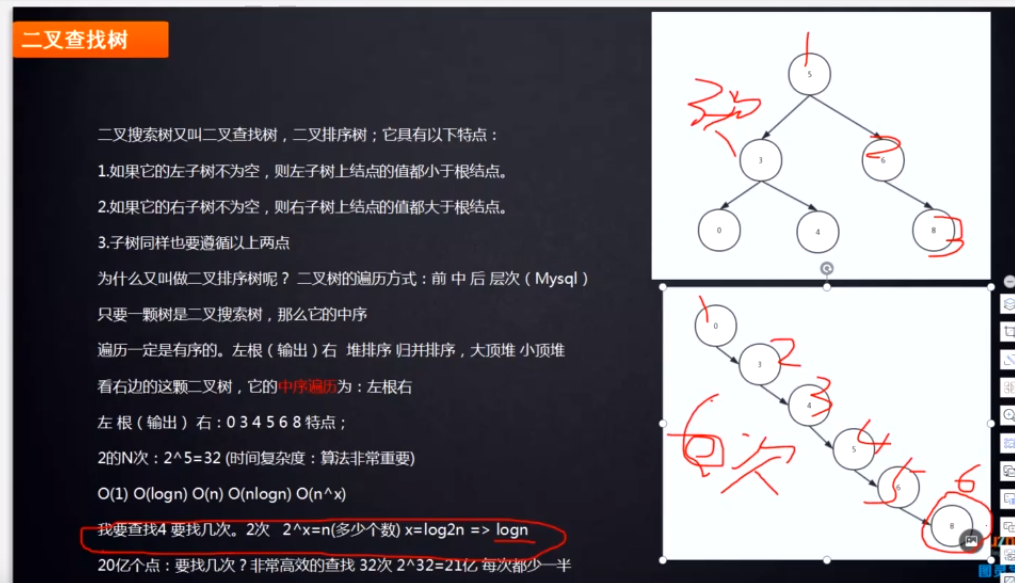 二叉查找树
二叉搜索树又叫二叉查找树，二叉排序树；它具有以下特点：
1.如果它的左子树不为空，则左子树上结点的值都小于根结点。
2.如果它的右子树不为空，则右子树上结点的值都大于根结点。
3.子树同样也要遵循以上两点
为什么又叫做二叉排序树呢？ 二叉树的遍历方式：前 中 后 层次（Mysql）
只要一颗树是二叉搜索树，那么它的中序
遍历一定是有序的。左根（输出）右 堆排序 归并排序，大顶堆 小顶堆
看右边的这颗二叉树，它的中序遍历为：左根右
左 根（输出） 右：0 3 4 5 6 8 特点；
2的N次：2^5=32 (时间复杂度：算法非常重要)
O(1) O(logn) O(n) O(nlogn) O(n^x)
我要查找4 要找几次。2次 2^x=n(多少个数) x=log2n => logn
20亿个点：要找几次？非常高效的查找 32次 2^32=21亿 每次都少一半
1
5
3次
3
2
6
0
4
8
3
1
0
3
2
4
3
5
4
6
5
8
6
6次